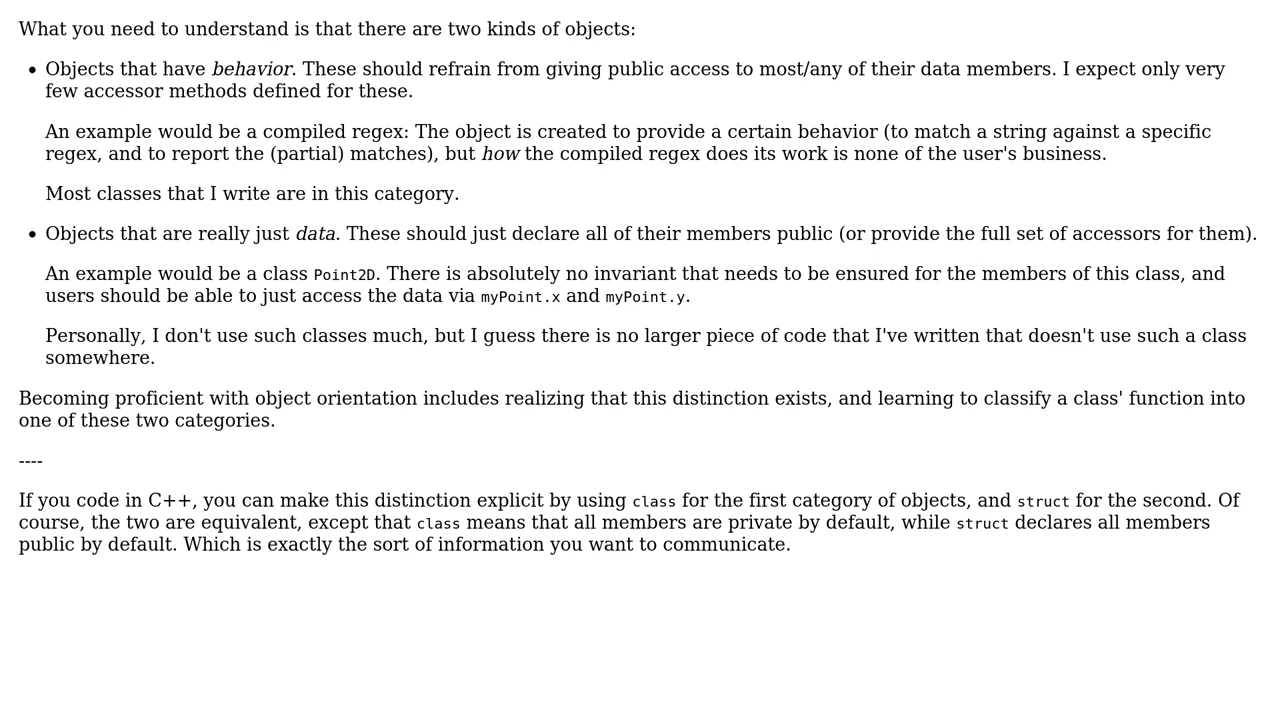 What you need to understand is that there are two kinds of objects:
• Objects that have behavior. These should refrain from giving public access to most/any of their data members. I expect only very
few accessor methods defined for these.
An example would be a compiled regex: The object is created to provide a certain behavior (to match a string against a specific
regex, and to report the (partial) matches), but how the compiled regex does its work is none of the user's business.
Most classes that I write are in this category.
• Objects that are really just data. These should just declare all of their members public (or provide the full set of accessors for them).
An example would be a class Point2D. There is absolutely no invariant that needs to be ensured for the members of this class, and
users should be able to just access the data via myPoint.x and myPoint.y.
Personally, I don't use such classes much, but I guess there is no larger piece of code that I've written that doesn't use such a class
somewhere.
Becoming proficient with object orientation includes realizing that this distinction exists, and learning to classify a class' function into
one of these two categories.
----
If you code in C++, you can make this distinction explicit by using class for the first category of objects, and struct for the second. Of
course, the two are equivalent, except that class means that all members are private by default, while struct declares all members
public by default. Which is exactly the sort of information you want to communicate.